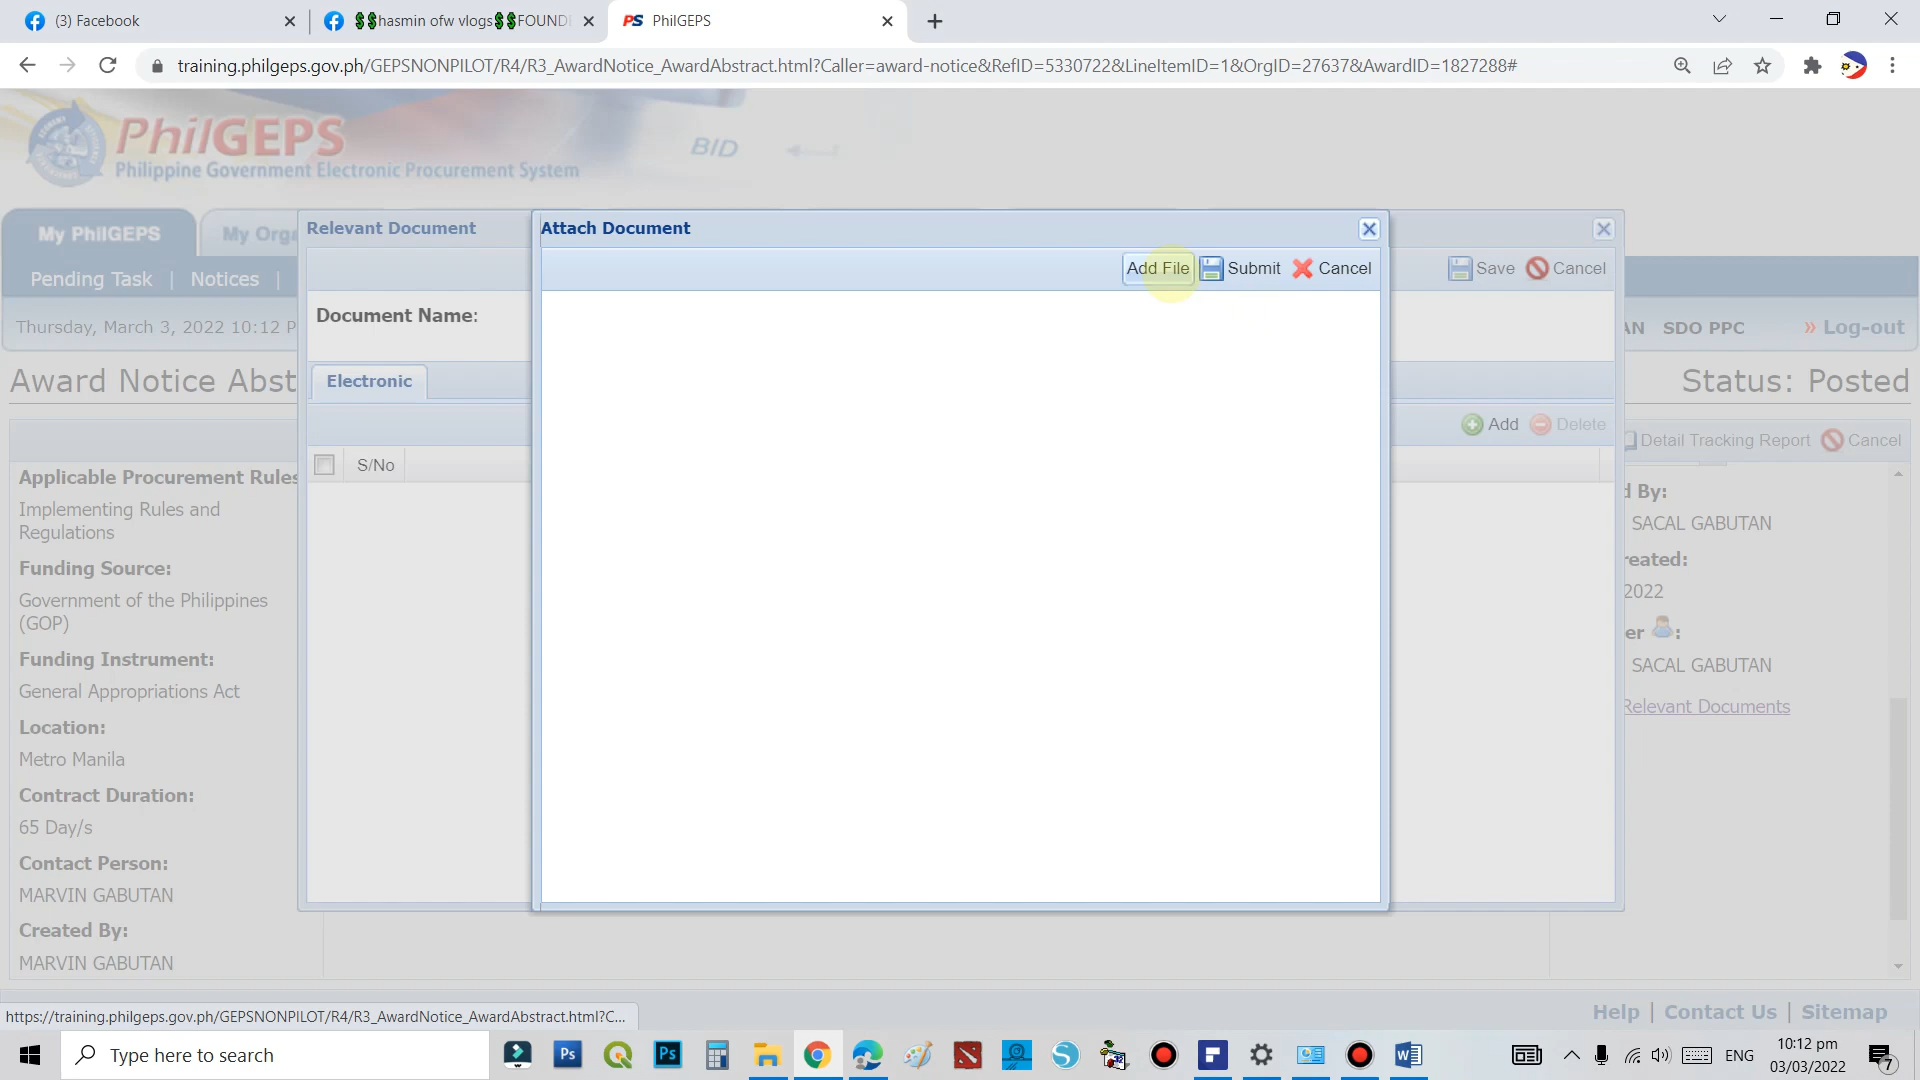 (3) Facebook
$$hasmin ofw vlogs$$FOUND
PS PhilGEPS
training.philgeps.gov.ph/GEPSNONPILOT/R4/R3_AwardNotice_AwardAbstract.html?Caller=award-notice&RefID=5330722&LineItemID=1&OrgID=27637&AwardID=1827288#
PhilGEPS
Philippine Government Electronic Procurement System
BID
My PhilGEPS
My Orga
Relevant Document
Attach Document
Pending Task | Notices |
Add File Submit Cancel
Save Cancel
Thursday, March 3, 2022 10:12 P
Document Name:
AN SDO PPC » Log-out
Award Notice Abst
Electronic
Status: Posted
Add Delete
Detail Tracking Report Cancel
S/No
Applicable Procurement Rules
Implementing Rules and
Regulations
Funding Source:
Government of the Philippines
(GOP)
Funding Instrument:
General Appropriations Act
Location:
Metro Manila
Contract Duration:
65 Day/s
Contact Person:
MARVIN GABUTAN
Created By:
MARVIN GABUTAN
d By:
SACAL GABUTAN
reated:
2022
er :
SACAL GABUTAN
Relevant Documents
Help | Contact Us | Sitemap
https://training.philgeps.gov.ph/GEPSNONPILOT/R4/R3_AwardNotice_AwardAbstract.html?C...
Type here to search
Ps
Ps
ENG
10:12 pm
03/03/2022
7